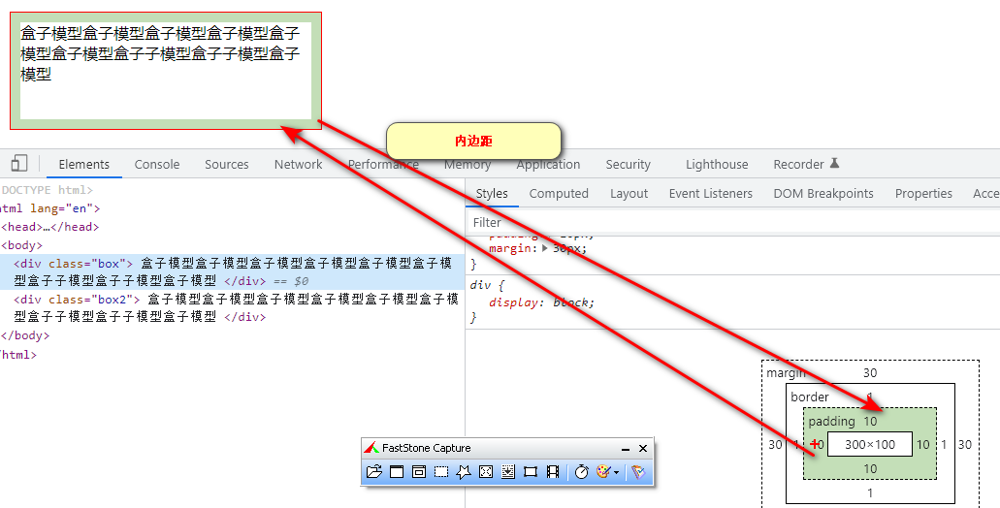 盒子模型盒子模型盒子模型盒子模型盒子
模型盒子模型盒子子模型盒子子模型盒子
模型
内边距
Elements Console Sources Network Performance Memory Application Security Lighthouse Recorder
DOCTYPE html>
html lang="en">
<head>…</head>
<body>
<div class="box"> 盒子模型盒子模型盒子模型盒子模型盒子模型盒子模
型盒子子模型盒子子模型盒子模型 </div> == $0
<div class="box2"> 盒子模型盒子模型盒子模型盒子模型盒子模型盒子模
型盒子子模型盒子子模型盒子模型 </div>
</body>
/html>
Styles Computed Layout Event Listeners DOM Breakpoints Properties Acce
Filter
margin: 30px;
}
div {
display: block;
}
margin 30
border
padding 10
30 1 300×100 10 1 30
10
1
FastStone Capture